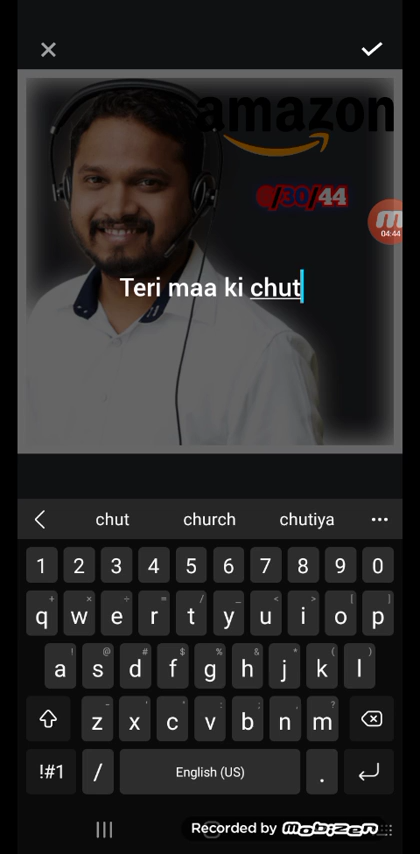 amazon
/30/44
04:44
Teri maa ki chut
chut church chutiya
1 2 3 4 5 6 7 8 9 0
+ × ÷ = / _ < > [ ]
q w e r t y u i o p
! @ # $ % ^ & * ( )
a s d f g h j k l
- ' " : ; , ?
z x c v b n m
!#1 / English (US) .
Recorded by mobizen